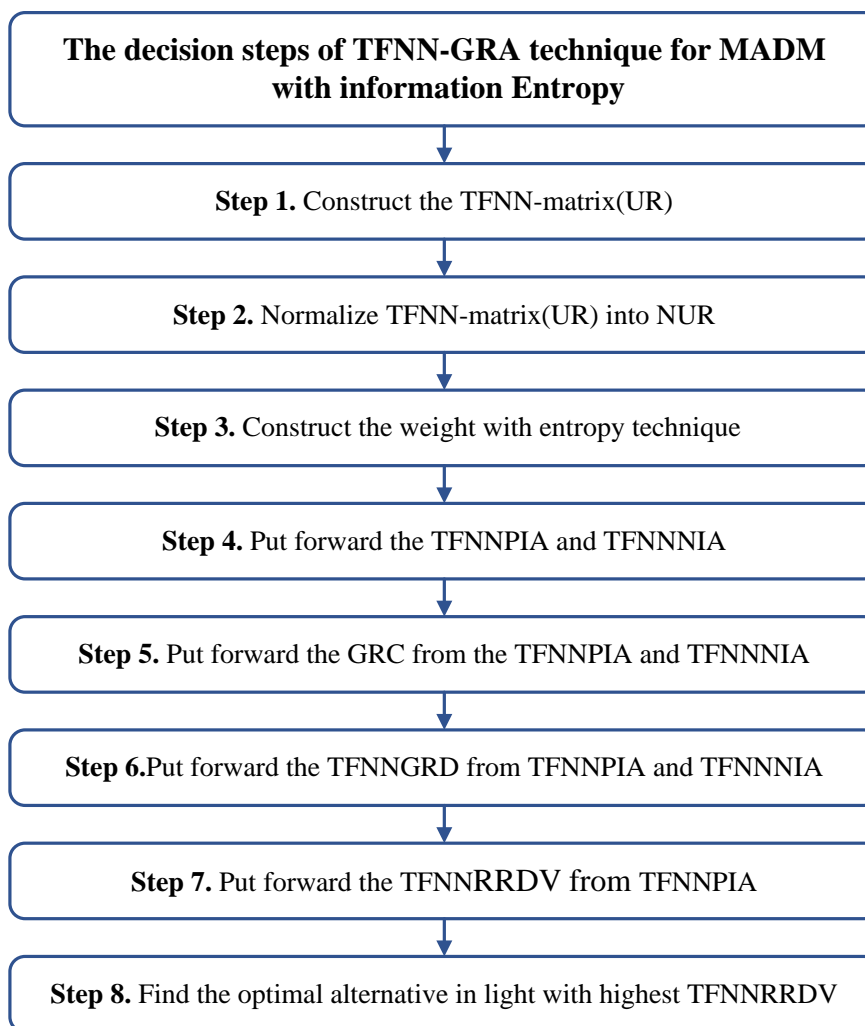 The decision steps of TFNN-GRA technique for MADM
with information Entropy
Step 1. Construct the TFNN-matrix(UR)
Step 2. Normalize TFNN-matrix(UR) into NUR
Step 3. Construct the weight with entropy technique
Step 4. Put forward the TFNNPIA and TFNNNIA
Step 5. Put forward the GRC from the TFNNPIA and TFNNNIA
Step 6.Put forward the TFNNGRD from TFNNPIA and TFNNNIA
Step 7. Put forward the TFNNRRDV from TFNNPIA
Step 8. Find the optimal alternative in light with highest TFNNRRDV